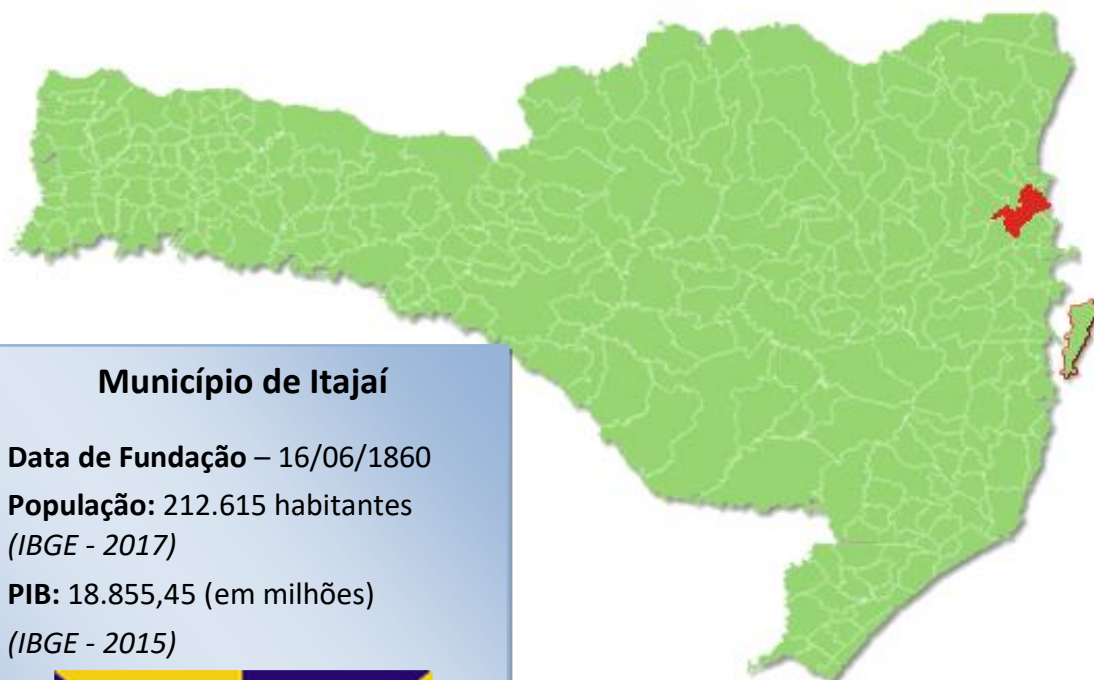 Município de Itajaí
Data de Fundação – 16/06/1860
População: 212.615 habitantes
(IBGE - 2017)
PIB: 18.855,45 (em milhões)
(IBGE - 2015)